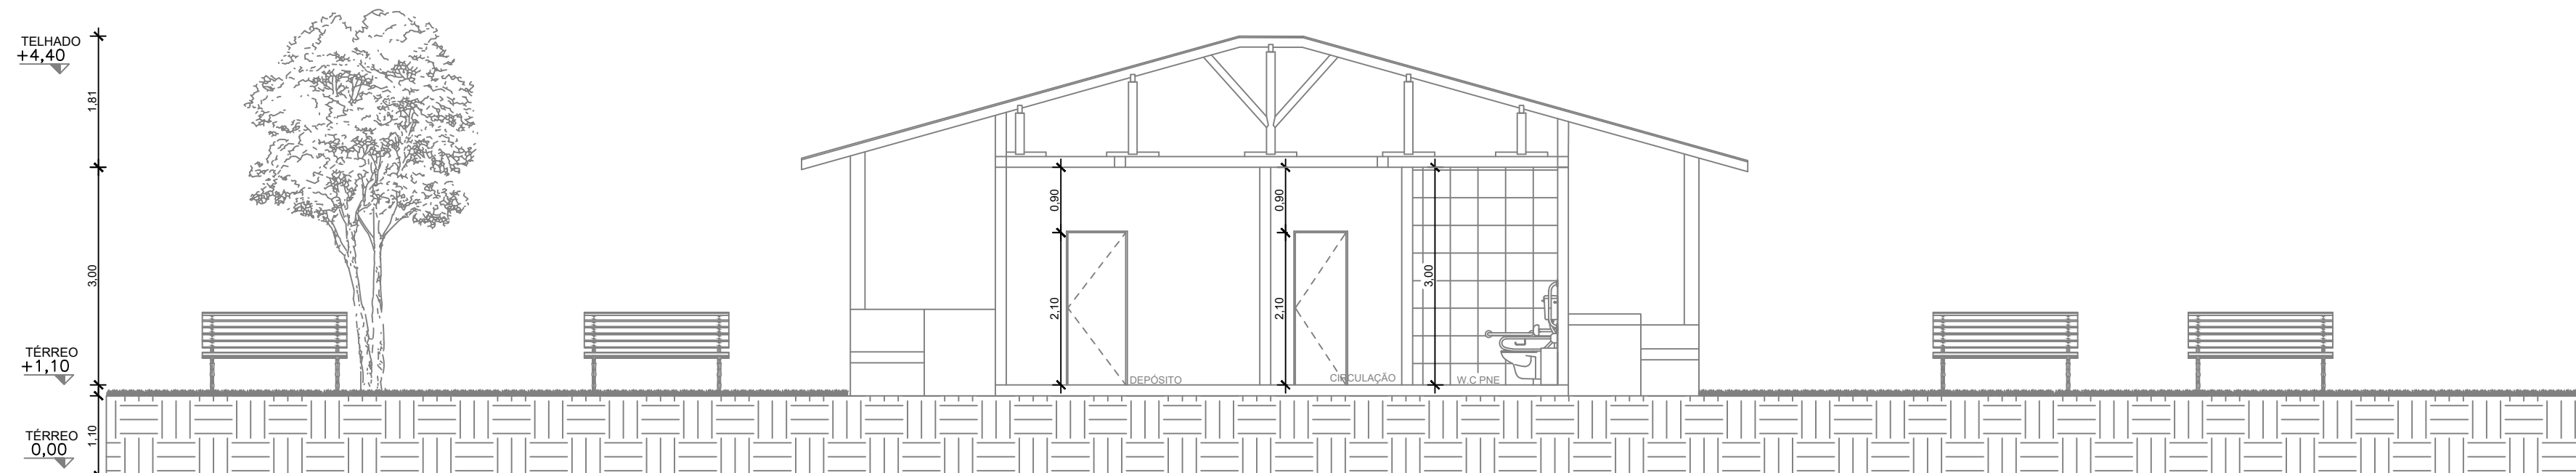 TELHADO
+4,40
1.81
3.00
TÉRREO
+1,10
1.10
TÉRREO
0,00
0.90
2,10
DEPÓSITO
0.90
2,10
CIRCULAÇÃO
3,00
W.C PNE